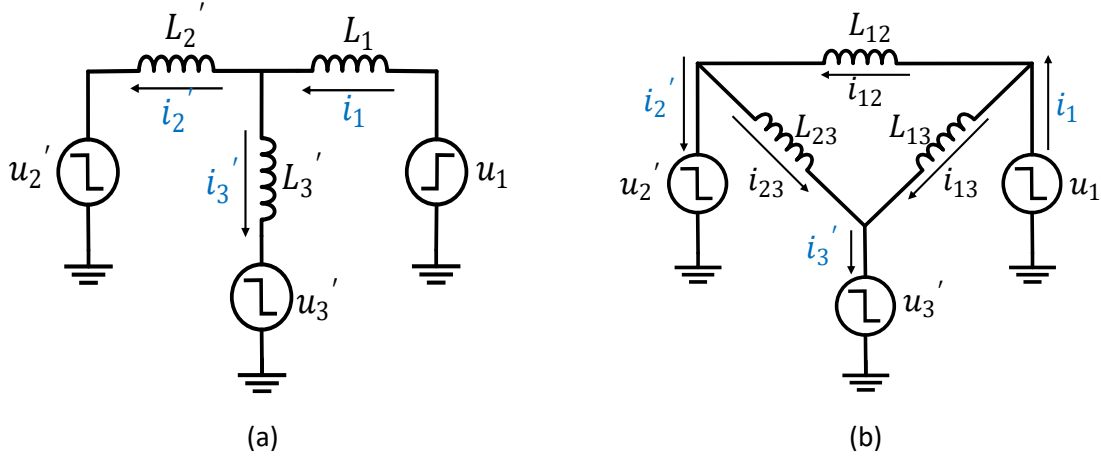 L₂′ L₁
i₂′ i₁
u₂′ i₃′ L₃′ u₁
u₃′
(a)
L₁₂
i₂′ i₁₂ i₁
L₂₃ L₁₃
u₂′ i₂₃ i₁₃ u₁
i₃′
u₃′
(b)